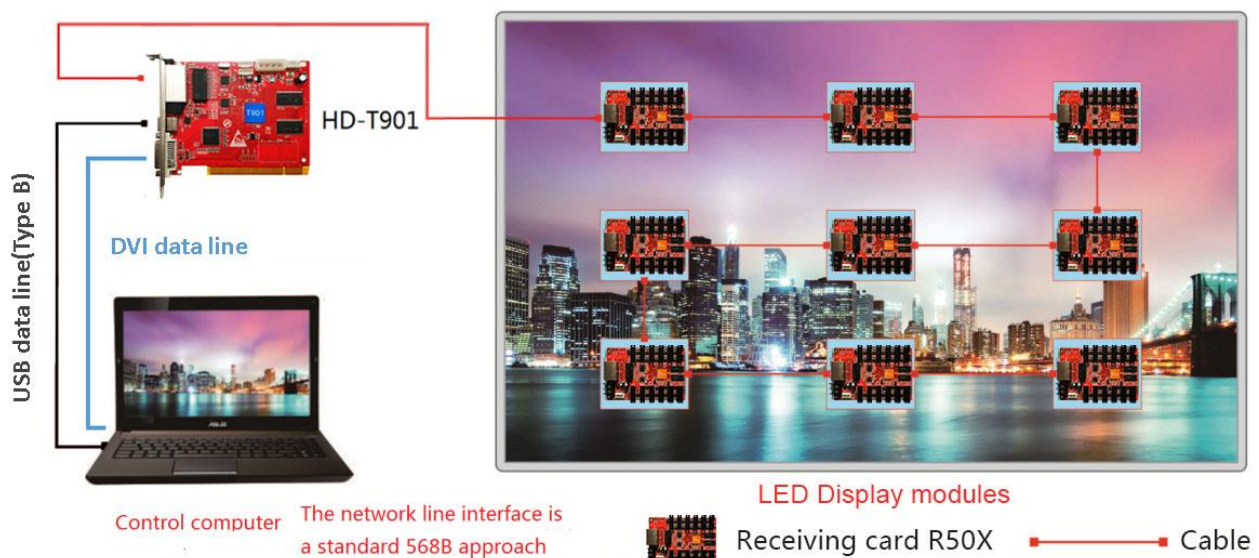 T901
HD-T901
USB data line(Type B)
DVI data line
ASUS
LED Display modules
Control computer
The network line interface is
a standard 568B approach
Receiving card R50X
Cable